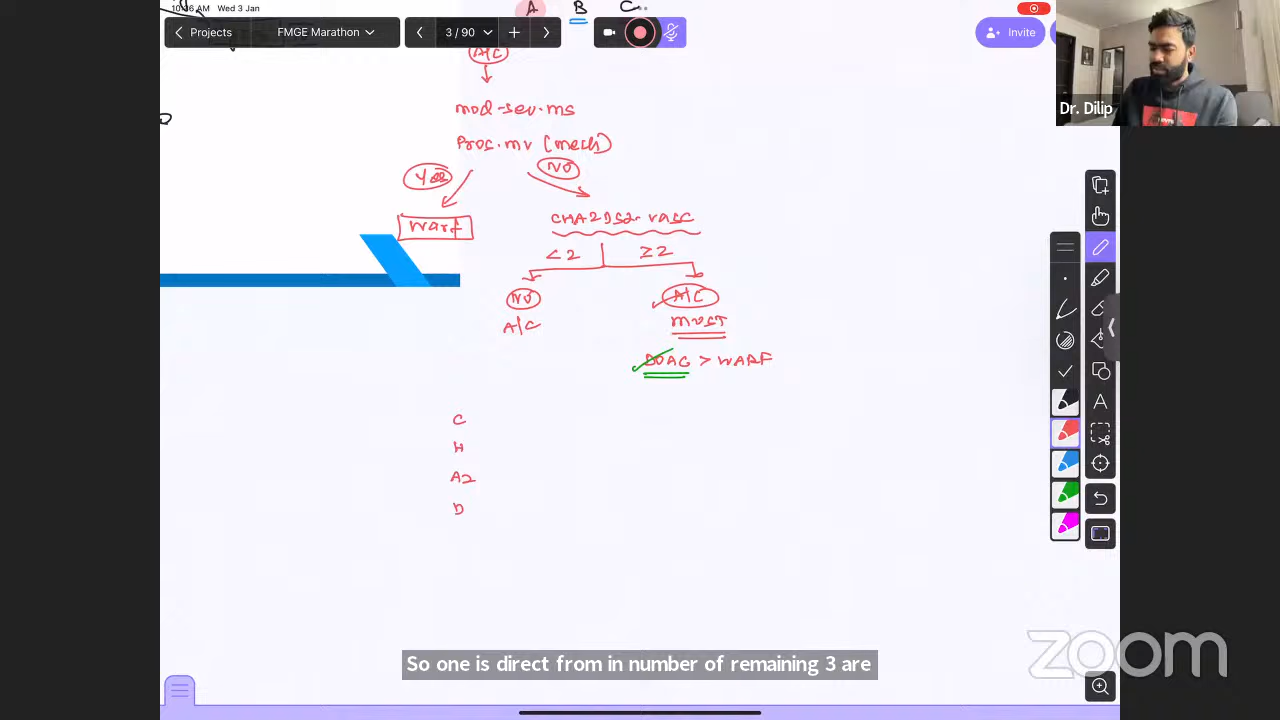 10:36 AM Wed 3 Jan
A B C
Projects
FMGE Marathon
3 / 90
Invite
Dr. Dilip
A/C
mod-sev.ms
Pros.mv (mech)
Yes
NO
Warf
CHA2DS2-VASC
< 2
≥ 2
NO
A/C
A/C
MUST
DOAC > WARF
C
H
A2
D
A
So one is direct from in number of remaining 3 are
zoom